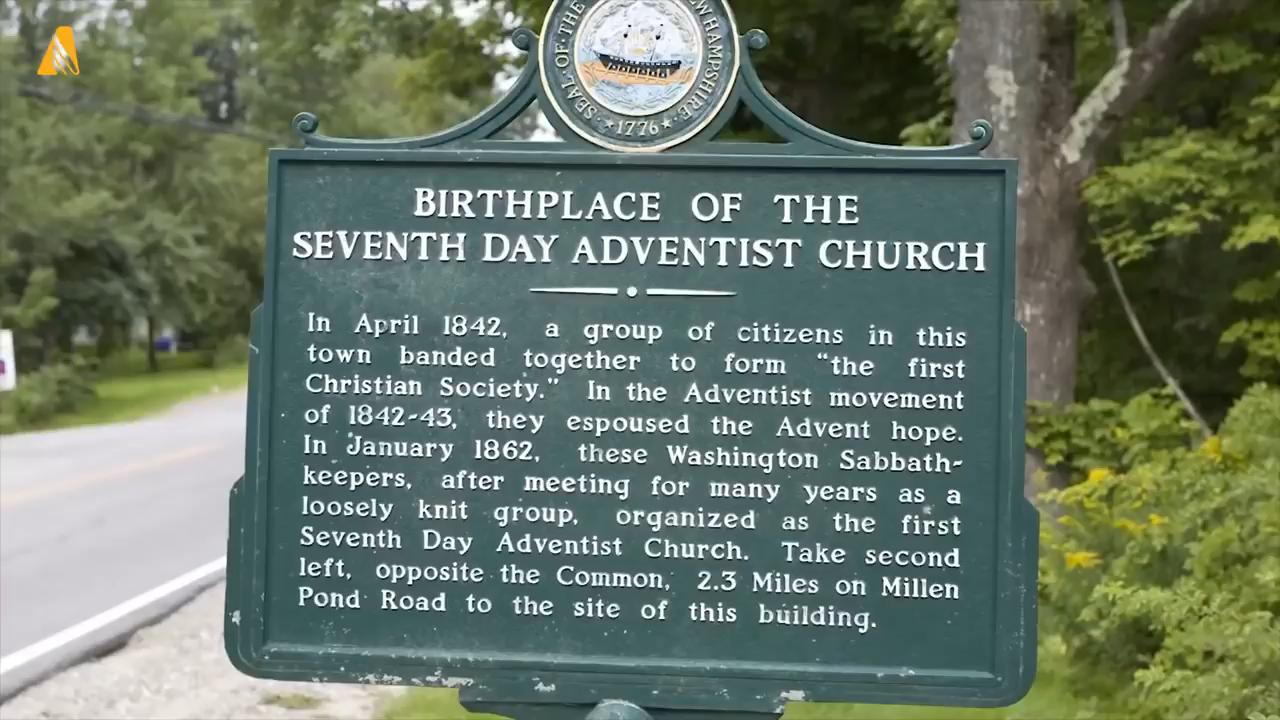 SEAL OF THE
HAMPSHIRE
·★1776★·
BIRTHPLACE OF THE
SEVENTH DAY ADVENTIST CHURCH
In April 1842, a group of citizens in this
town banded together to form “the first
Christian Society.” In the Adventist movement
of 1842-43, they espoused the Advent hope.
In January 1862, these Washington Sabbath-
keepers, after meeting for many years as a
loosely knit group, organized as the first
Seventh Day Adventist Church. Take second
left, opposite the Common, 2.3 Miles on Millen
Pond Road to the site of this building.